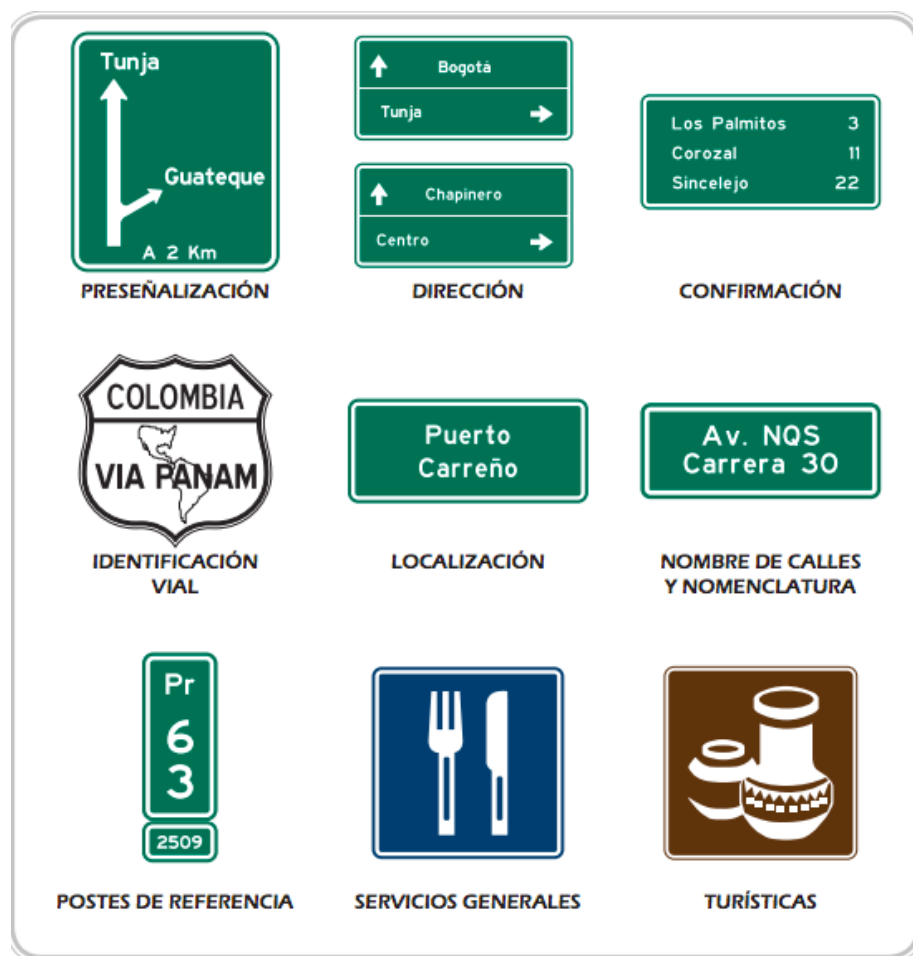 Tunja
Guateque
A 2 Km
PRESEÑALIZACIÓN
Bogotá
Tunja
Chapinero
Centro
DIRECCIÓN
Los Palmitos 3
Corozal 11
Sincelejo 22
CONFIRMACIÓN
COLOMBIA
VIA PANAM
IDENTIFICACIÓN
VIAL
Puerto
Carreño
LOCALIZACIÓN
Av. NQS
Carrera 30
NOMBRE DE CALLES
Y NOMENCLATURA
Pr
6
3
2509
POSTES DE REFERENCIA
SERVICIOS GENERALES
TURÍSTICAS